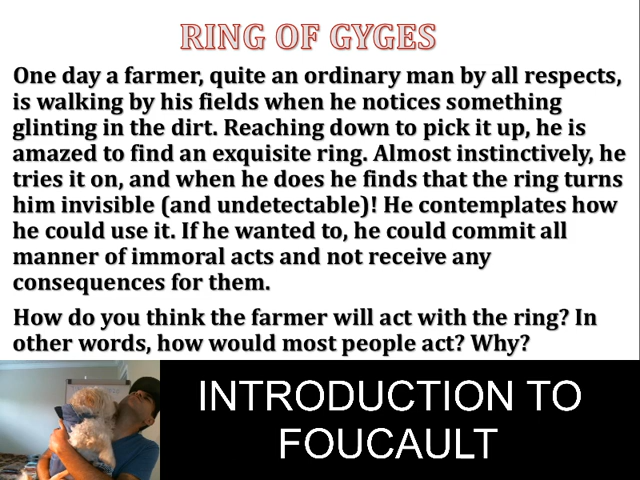 RING OF GYGES
One day a farmer, quite an ordinary man by all respects,
is walking by his fields when he notices something
glinting in the dirt. Reaching down to pick it up, he is
amazed to find an exquisite ring. Almost instinctively, he
tries it on, and when he does he finds that the ring turns
him invisible (and undetectable)! He contemplates how
he could use it. If he wanted to, he could commit all
manner of immoral acts and not receive any
consequences for them.
How do you think the farmer will act with the ring? In
other words, how would most people act? Why?
INTRODUCTION TO
FOUCAULT